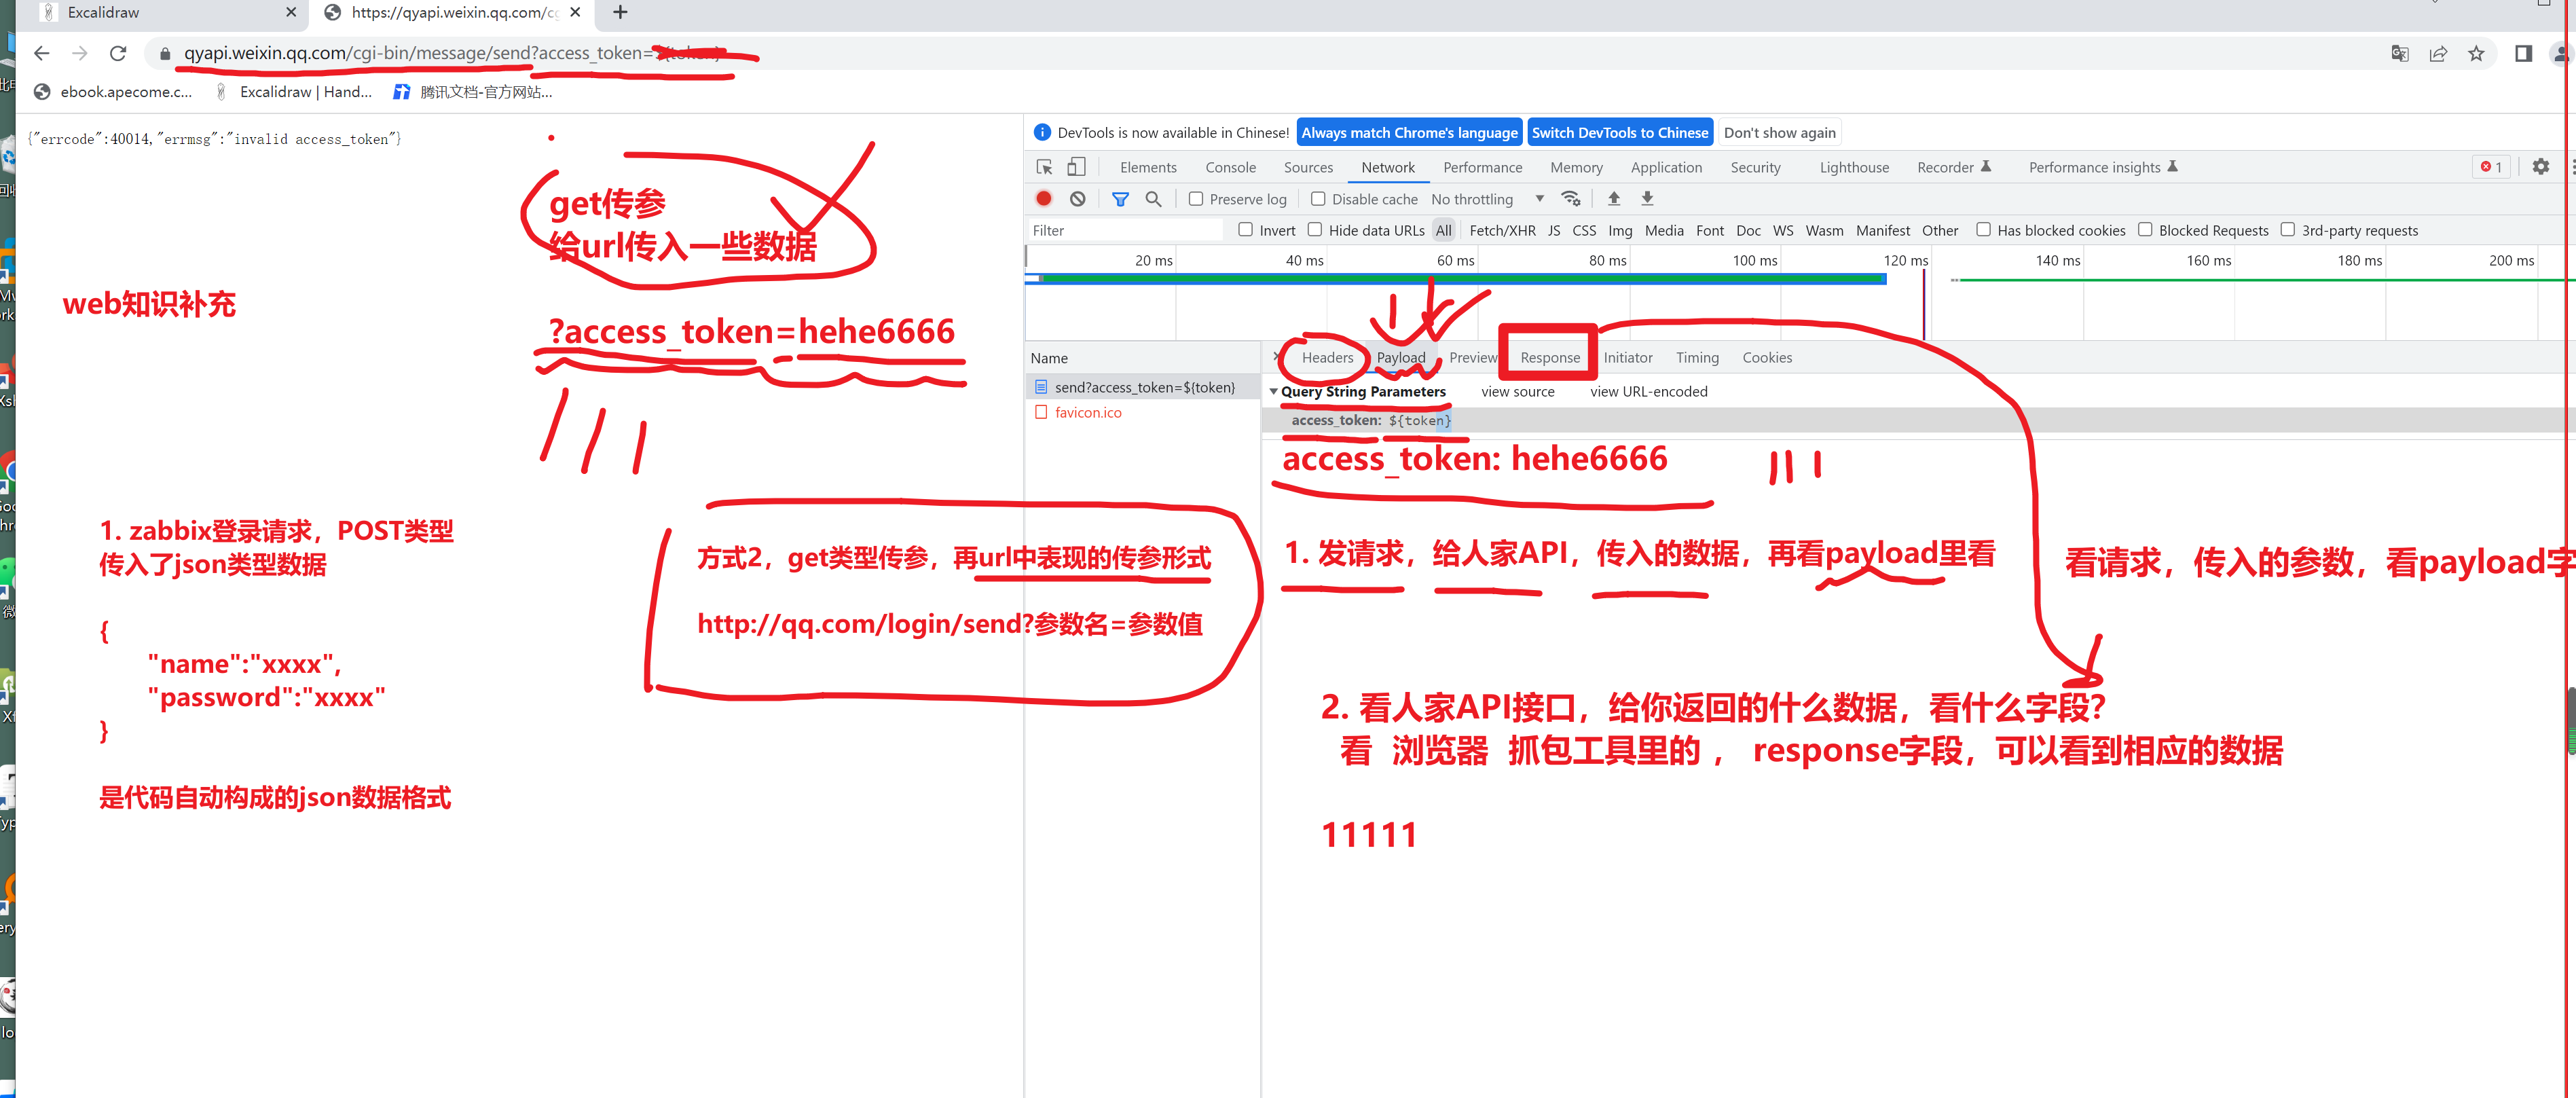 Excalidraw
https://qyapi.weixin.qq.com/cg
qyapi.weixin.qq.com/cgi-bin/message/send?access_token=${token}
ebook.apecome.c...
Excalidraw | Hand...
腾讯文档-官方网站...
{"errcode":40014,"errmsg":"invalid access_token"}
get传参
给url传入一些数据
web知识补充
?access_token=hehe6666
1. zabbix登录请求，POST类型
传入了json类型数据
{
"name":"xxxx",
"password":"xxxx"
}
是代码自动构成的json数据格式
方式2，get类型传参，再url中表现的传参形式
http://qq.com/login/send?参数名=参数值
DevTools is now available in Chinese! Always match Chrome's language Switch DevTools to Chinese Don't show again
Elements Console Sources Network Performance Memory Application Security Lighthouse Recorder Performance insights 1
Preserve log Disable cache No throttling
Filter Invert Hide data URLs All Fetch/XHR JS CSS Img Media Font Doc WS Wasm Manifest Other Has blocked cookies Blocked Requests 3rd-party requests
20 ms 40 ms 60 ms 80 ms 100 ms 120 ms 140 ms 160 ms 180 ms 200 ms
Name
send?access_token=${token}
favicon.ico
Headers Payload Preview Response Initiator Timing Cookies
Query String Parameters view source view URL-encoded
access_token: ${token}
access_token: hehe6666
1. 发请求，给人家API，传入的数据，再看payload里看
看请求，传入的参数，看payload字
2. 看人家API接口，给你返回的什么数据，看什么字段？
看 浏览器 抓包工具里的 ， response字段，可以看到相应的数据
11111